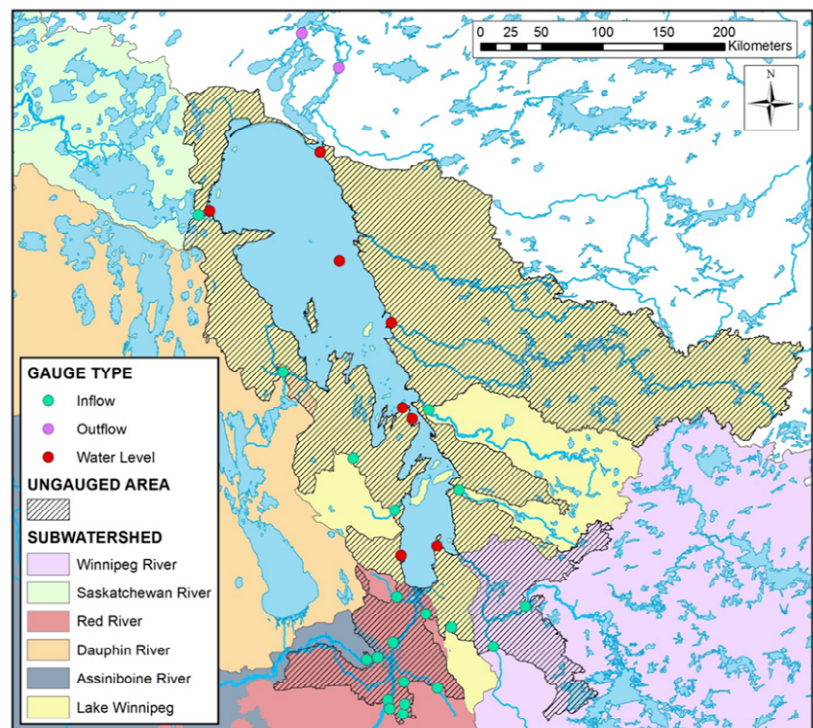 0 25 50 100 150 200
Kilometers
N
GAUGE TYPE
Inflow
Outflow
Water Level
UNGAUGED AREA
SUBWATERSHED
Winnipeg River
Saskatchewan River
Red River
Dauphin River
Assiniboine River
Lake Winnipeg